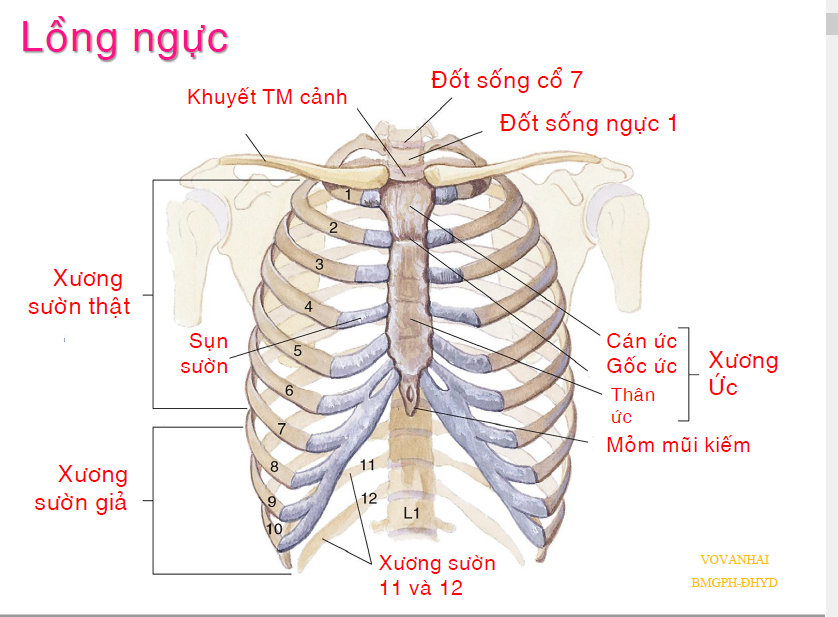 Lồng ngực
Đốt sống cổ 7
Khuyết TM cảnh
Đốt sống ngực 1
1
2
3
4
5
6
7
8
9
10
11
12
L1
Xương
sườn thật
Sụn
sườn
Cán ức
Gốc ức
Thân
ức
Xương
Ức
Mỏm mũi kiếm
Xương
sườn giả
Xương sườn
11 và 12
VOVANHAI
BMGPH-ĐHYD